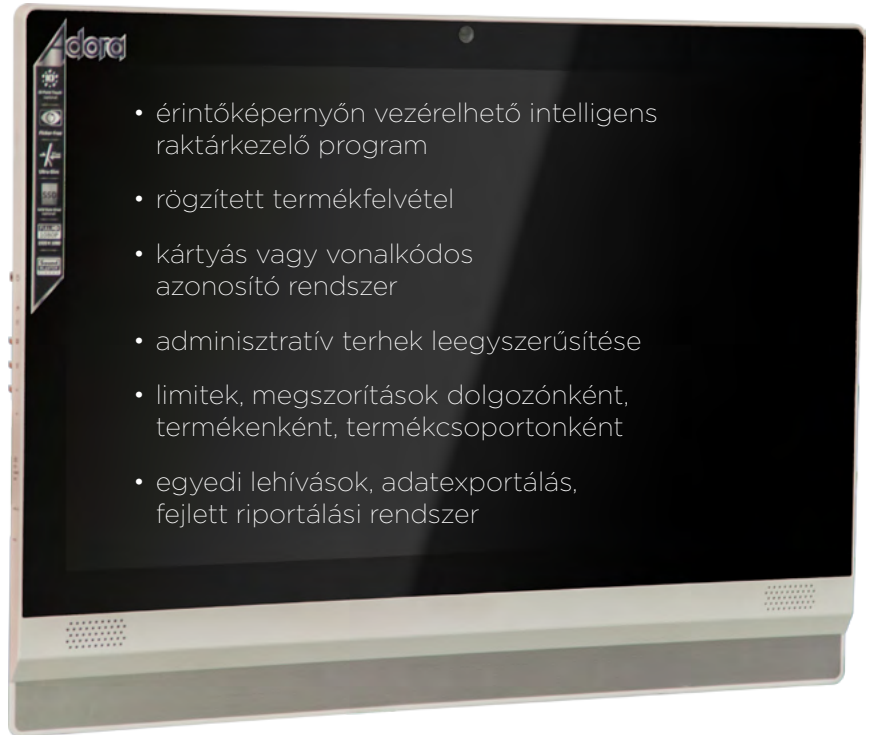 Adora
• érintőképernyőn vezérelhető intelligens
raktárkezelő program
• rögzített termékfelvétel
• kártyás vagy vonalkódos
azonosító rendszer
• adminisztratív terhek leegyszerűsítése
• limitek, megszorítások dolgozónként,
termékenként, termékcsoportonként
• egyedi lehívások, adatexportálás,
fejlett riportálási rendszer